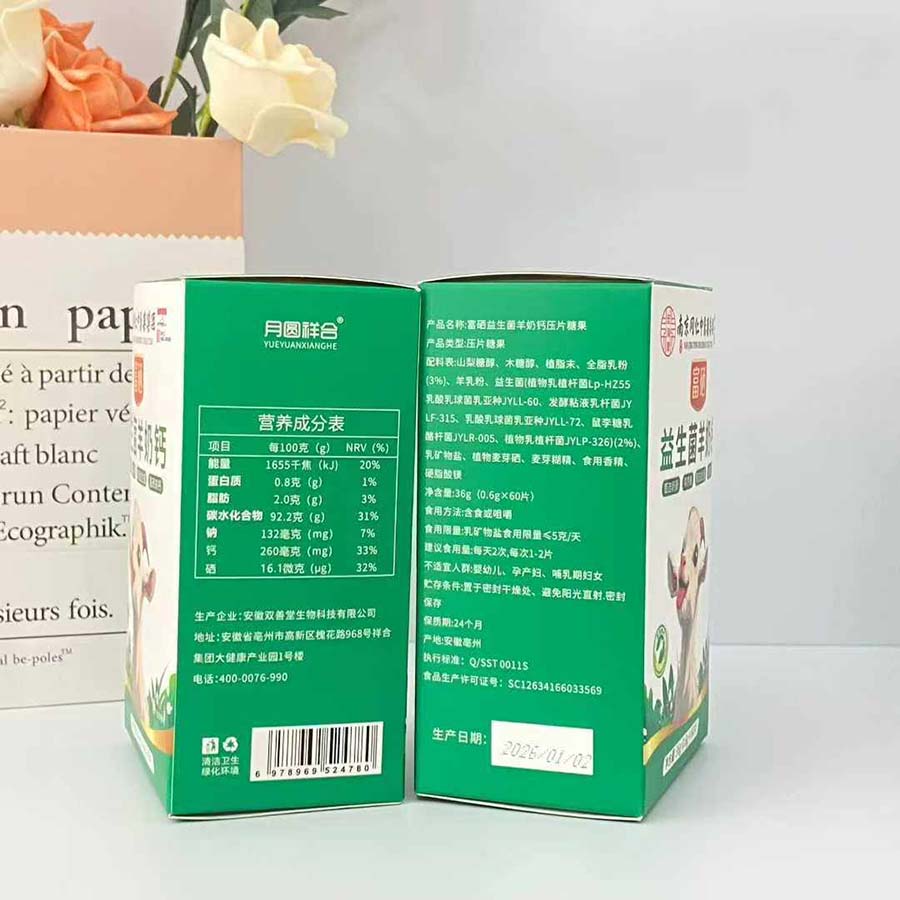 n pap
é à partir de
²: papier vé
aft blanc
run Conten
Ecographik.™
sieurs fois.
al be-poles™
富硒
羊奶钙
月圆祥合®
YUEYUANXIANGHE
营养成分表
项目 每100克(g) NRV (%)
能量 1655千焦(kJ) 20%
蛋白质 0.8克(g) 1%
脂肪 2.0克(g) 3%
碳水化合物 92.2克(g) 31%
钠 132毫克(mg) 7%
钙 260毫克(mg) 33%
硒 16.1微克(μg) 32%
生产企业:安徽双善堂生物科技有限公司
地址:安徽省亳州市高新区槐花路968号祥合
集团大健康产业园1号楼
电话:400-0076-990
清洁卫生
绿化环境
6 978969 524780
产品名称:富硒益生菌羊奶钙压片糖果
产品类型:压片糖果
配料表:山梨糖醇、木糖醇、植脂末、全脂乳粉
(3%)、羊乳粉、益生菌(植物乳植杆菌Lp-HZ55
乳酸乳球菌乳亚种JYLL-60、发酵粘液乳杆菌JY
LF-315、乳酸乳球菌乳亚种JYLL-72、鼠李糖乳
酪杆菌JYLR-005、植物乳植杆菌JYLP-326)(2%)、
乳矿物盐、植物麦芽硒、麦芽糊精、食用香精、
硬脂酸镁
净含量:36g(0.6g×60片)
食用方法:含食或咀嚼
食用限量:乳矿物盐食用限量≤5克/天
建议食用量:每天2次,每次1-2片
不适宜人群:婴幼儿、孕产妇、哺乳期妇女
贮存条件:置于密封干燥处、避免阳光直射.密封
保存
保质期:24个月
产地:安徽亳州
执行标准:Q/SST 0011S
食品生产许可证号:SC12634166033569
生产日期:
2026/01/02
南京同仁堂
富硒
益生菌羊奶